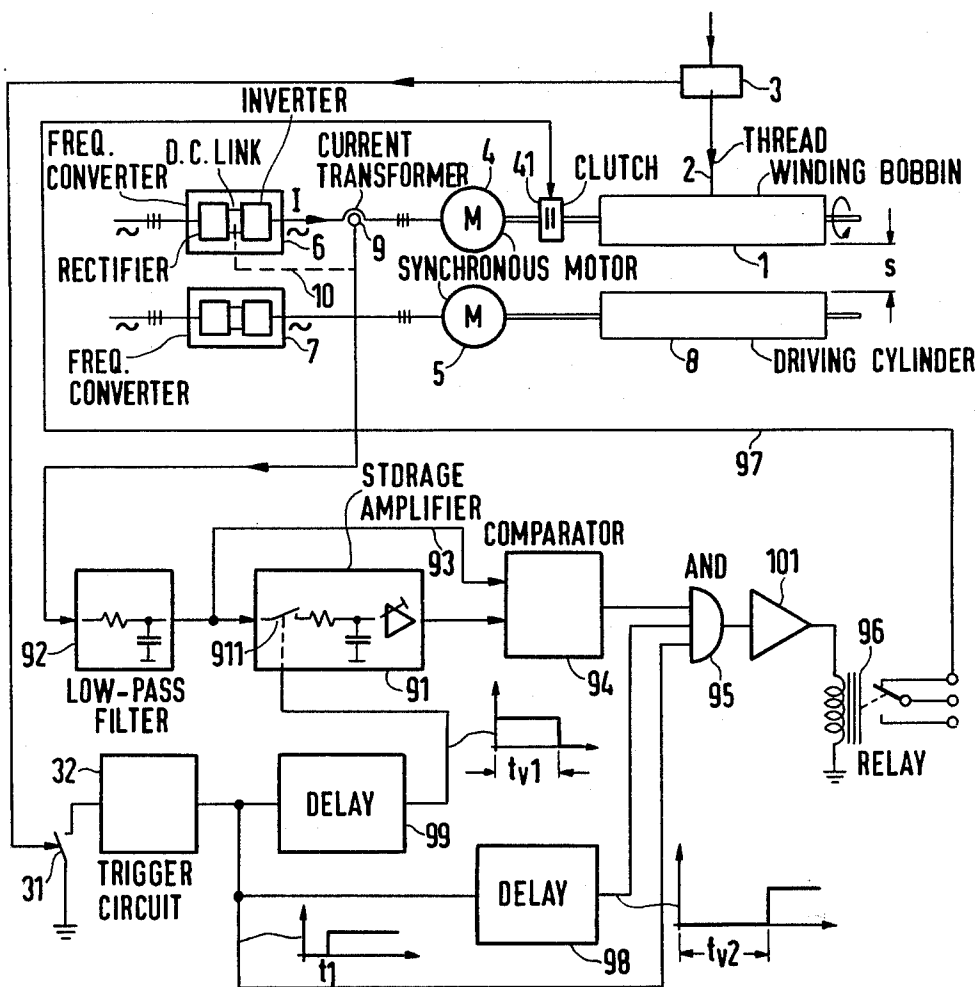 3
INVERTER
FREQ.
CONVERTER
D.C. LINK
CURRENT
TRANSFORMER
4
41
CLUTCH
2
THREAD
WINDING BOBBIN
I
M
RECTIFIER
6
9
SYNCHRONOUS MOTOR
1
S
10
M
FREQ.
CONVERTER
7
5
8
DRIVING CYLINDER
97
STORAGE
AMPLIFIER
93
COMPARATOR
AND
101
96
92
911
91
94
95
LOW-PASS
FILTER
tv1
RELAY
32
DELAY
99
31
TRIGGER
CIRCUIT
DELAY
98
t1
tv2